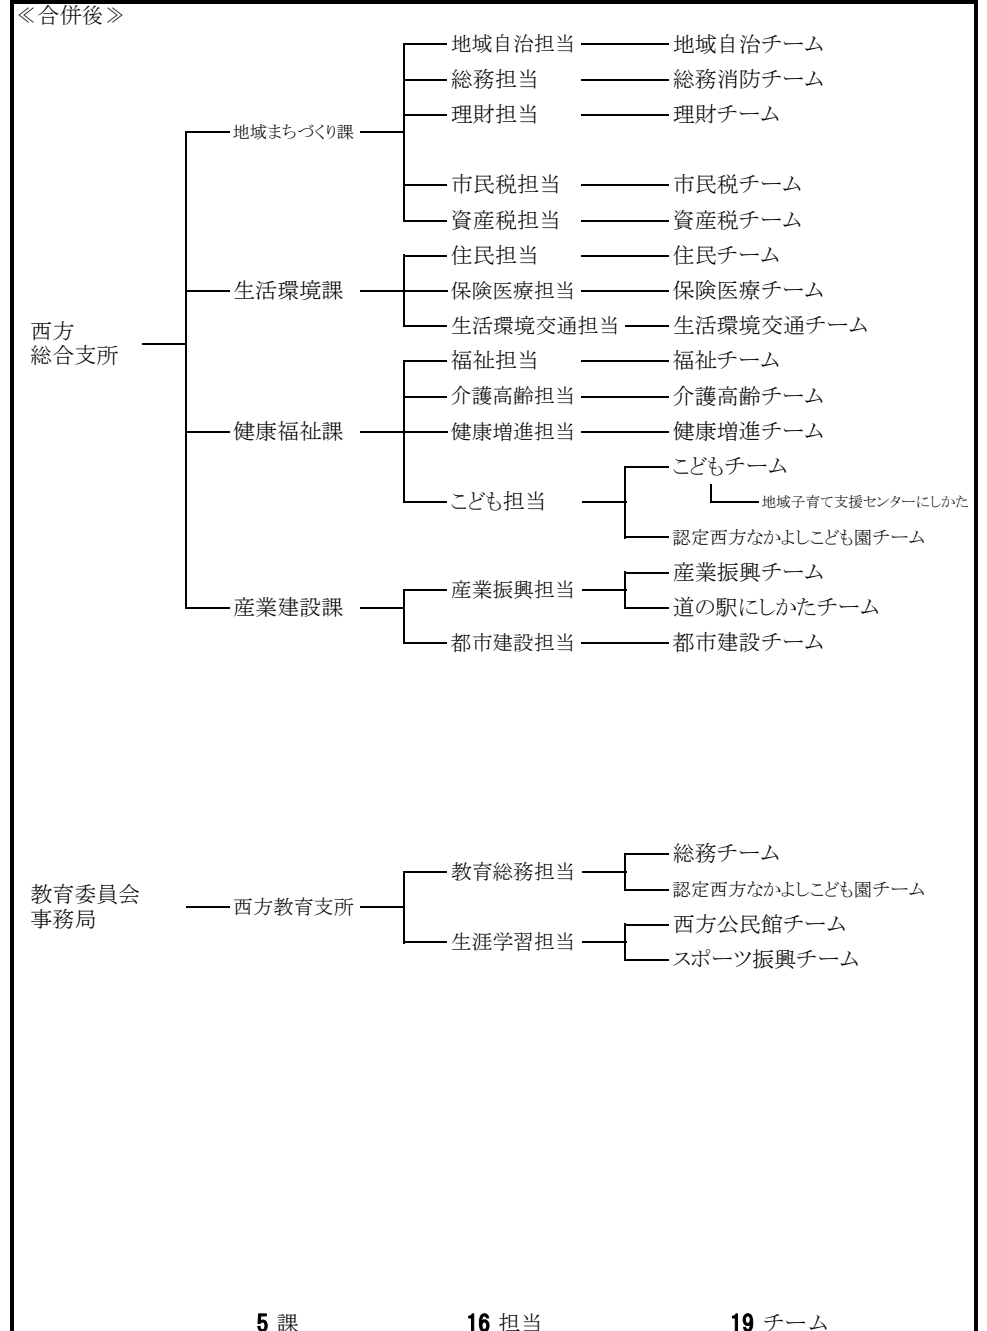 ≪合併後≫
地域自治担当 地域自治チーム
総務担当 総務消防チーム
理財担当 理財チーム
地域まちづくり課
市民税担当 市民税チーム
資産税担当 資産税チーム
住民担当 住民チーム
生活環境課 保険医療担当 保険医療チーム
生活環境交通担当 生活環境交通チーム
西方
総合支所
福祉担当 福祉チーム
介護高齢担当 介護高齢チーム
健康福祉課 健康増進担当 健康増進チーム
こどもチーム
こども担当 地域子育て支援センターにしかた
認定西方なかよしこども園チーム
産業振興チーム
産業振興担当
産業建設課 道の駅にしかたチーム
都市建設担当 都市建設チーム
総務チーム
教育総務担当
認定西方なかよしこども園チーム
教育委員会
事務局
西方教育支所
西方公民館チーム
生涯学習担当
スポーツ振興チーム
5 課 16 担当 19 チーム